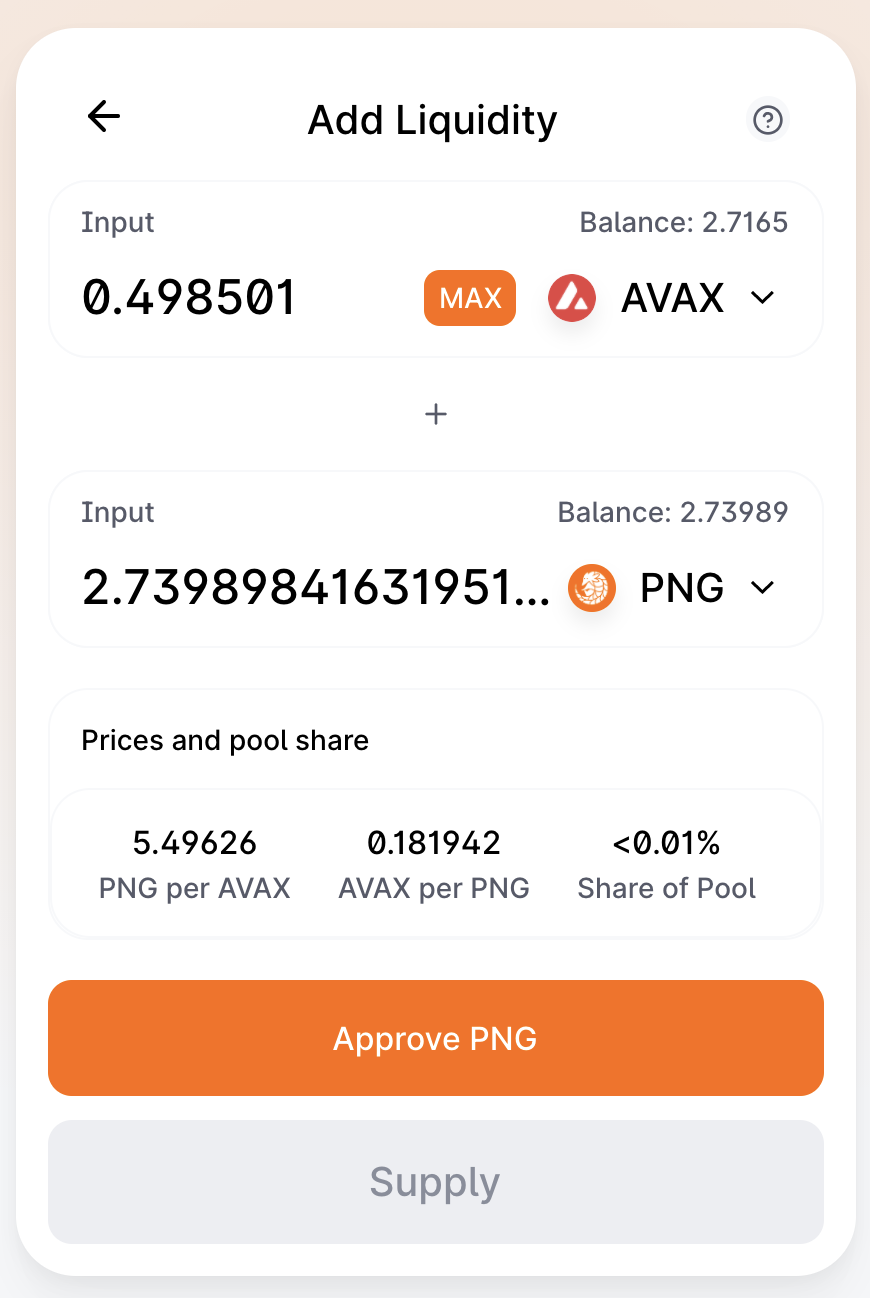 Add Liquidity
?
Input Balance: 2.7165
0.498501 MAX AVAX
+
Input Balance: 2.73989
2.73989841631951... PNG
Prices and pool share
5.49626 0.181942 <0.01%
PNG per AVAX AVAX per PNG Share of Pool
Approve PNG
Supply